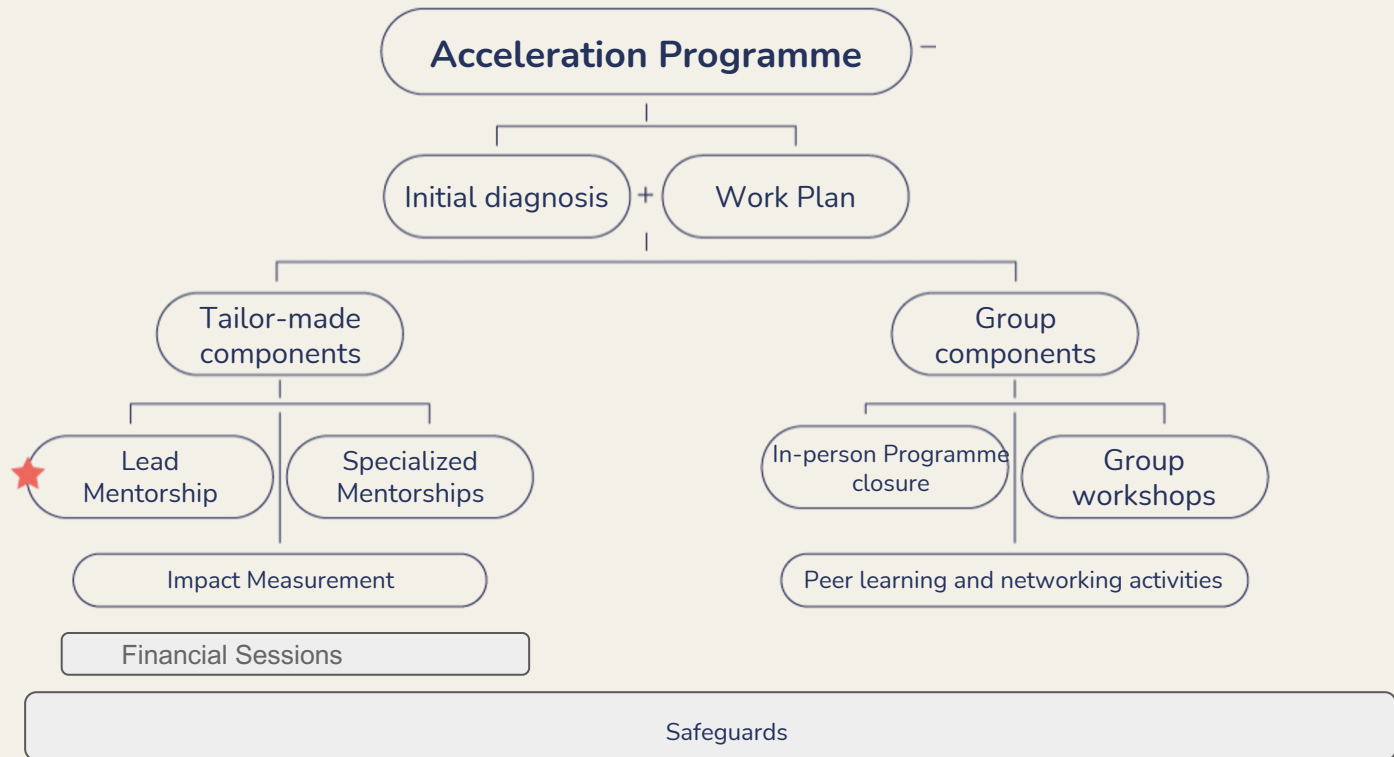 Acceleration Programme
Initial diagnosis + Work Plan
Tailor-made
components
Group
components
Lead
Mentorship
Specialized
Mentorships
In-person Programme
closure
Group
workshops
Impact Measurement
Peer learning and networking activities
Financial Sessions
Safeguards